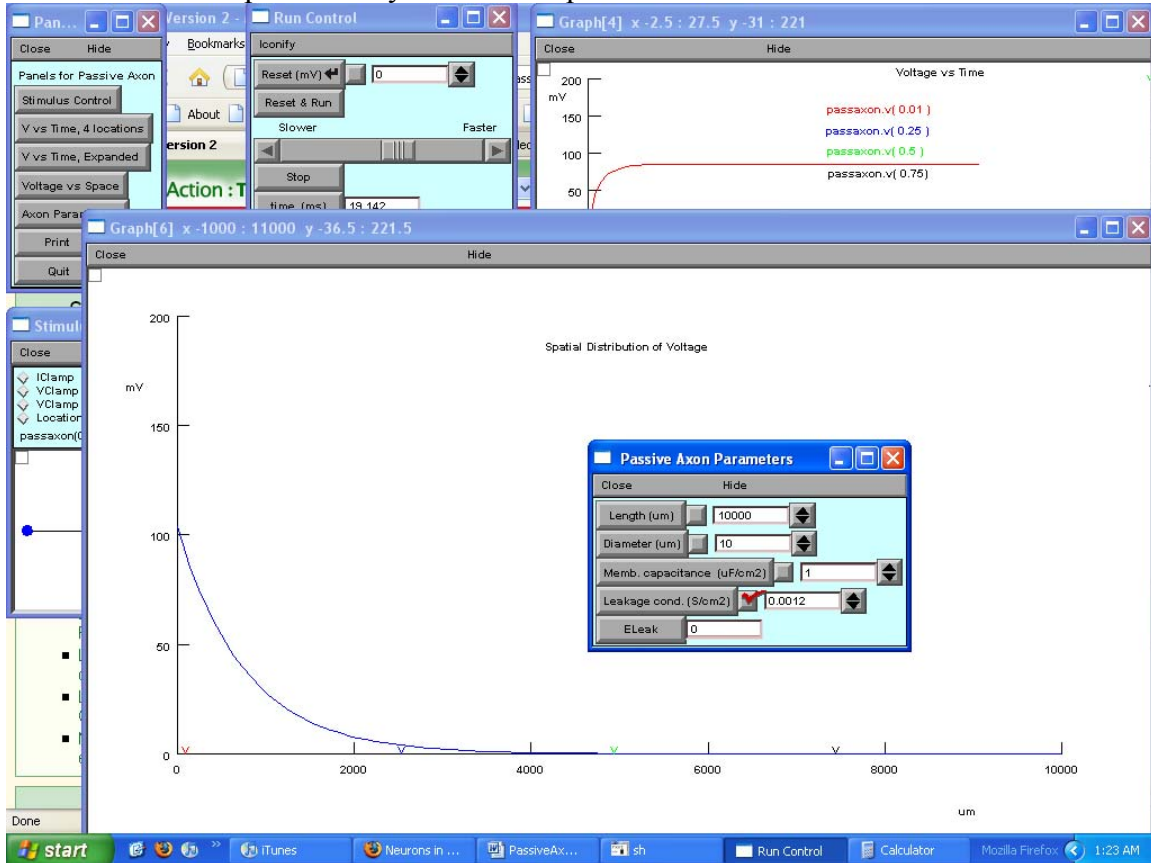 Pan...
Close Hide
Panels for Passive Axon
Stimulus Control
V vs Time, 4 locations
V vs Time, Expanded
Voltage vs Space
Axon Para
Print
Quit
Version 2 -
Bookmarks
About
ersion 2
Action : T
Run Control
Iconify
Reset (mV) 0
Reset & Run
Slower Faster
Stop
time (ms) 19.142
Graph[4] x -2.5 : 27.5 y -31 : 221
Close Hide
Voltage vs Time
200
mV
150
100
50
passaxon.v( 0.01 )
passaxon.v( 0.25 )
passaxon.v( 0.5 )
passaxon.v( 0.75)
Graph[6] x -1000 : 11000 y -36.5 : 221.5
Close Hide
Spatial Distribution of Voltage
200
mV
150
100
50
0
0 2000 4000 6000 8000 10000
um
Passive Axon Parameters
Close Hide
Length (um) 10000
Diameter (um) 10
Memb. capacitance (uF/cm2) 1
Leakage cond. (S/cm2) 0.0012
ELeak 0
Stimul
Close
IClamp
VClamp
VClamp
Location
passaxon(0
Done
start
iTunes
Neurons in ...
PassiveAx...
sh
Run Control
Calculator
Mozilla Firefox
1:23 AM